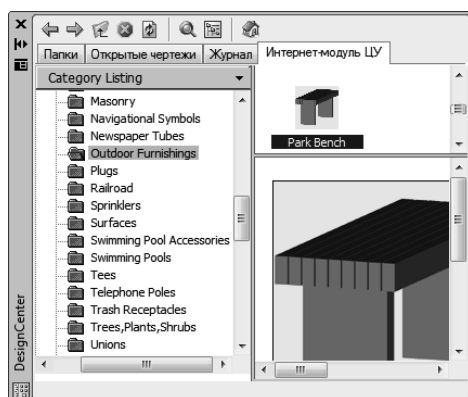 Папки
Открытые чертежи
Журнал
Интернет-модуль ЦУ
Category Listing
Masonry
Navigational Symbols
Newspaper Tubes
Outdoor Furnishings
Plugs
Railroad
Sprinklers
Surfaces
Swimming Pool Accessories
Swimming Pools
Tees
Telephone Poles
Trash Receptacles
Trees,Plants,Shrubs
Unions
Park Bench
DesignCenter